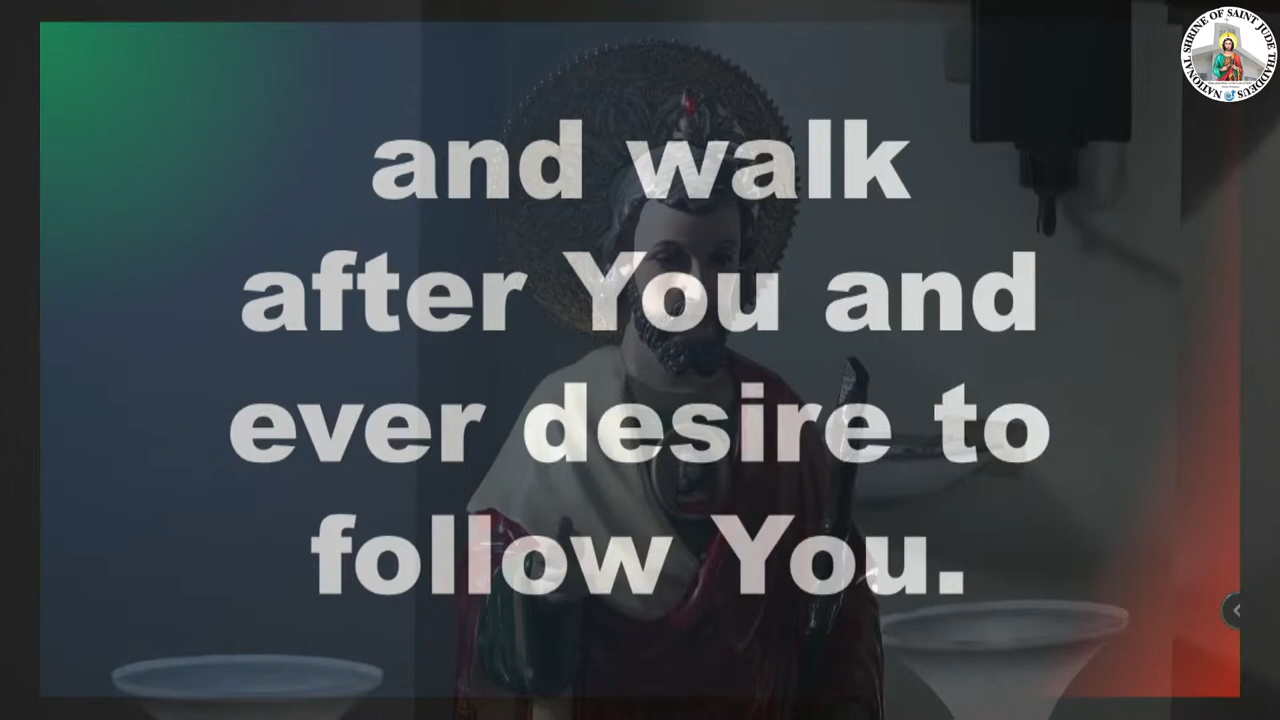 and walk
after You and
ever desire to
follow You.
NATIONAL SHRINE OF SAINT JUDE THADDEUS